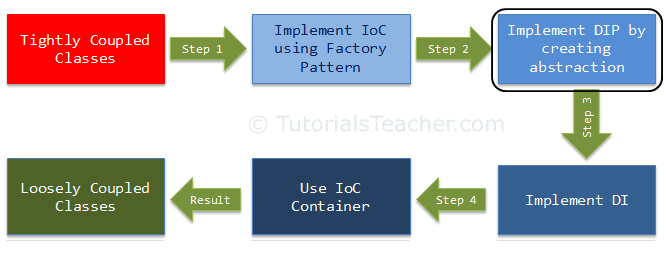 Tightly Coupled
Classes
Step 1
Implement IoC
using Factory
Pattern
Step 2
Implement DIP by
creating
abstraction
Step 3
© TutorialsTeacher.com
Implement DI
Step 4
Use IoC
Container
Result
Loosely Coupled
Classes